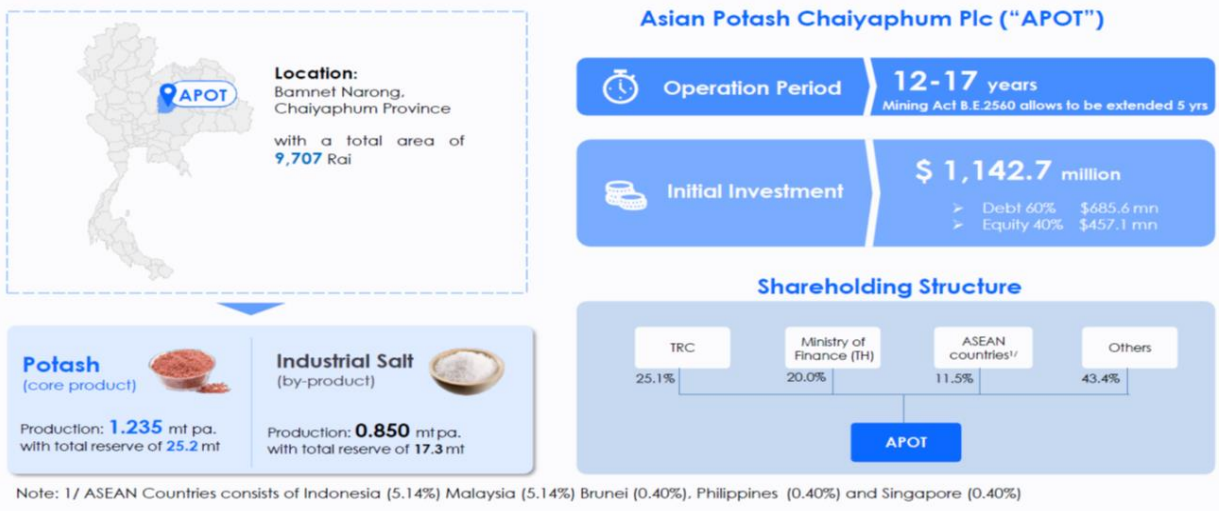 APOT
Location:
Bamnet Narong,
Chaiyaphum Province
with a total area of
9,707 Rai
Potash
(core product)
Production: 1.235 mt pa.
with total reserve of 25.2 mt
Industrial Salt
(by-product)
Production: 0.850 mt pa.
with total reserve of 17.3 mt
Asian Potash Chaiyaphum Plc (“APOT”)
Operation Period
12-17 years
Mining Act B.E.2560 allows to be extended 5 yrs
Initial Investment
$ 1,142.7 million
➢ Debt 60% $685.6 mn
➢ Equity 40% $457.1 mn
Shareholding Structure
TRC
Ministry of
Finance (TH)
ASEAN
countries1/
Others
25.1%
20.0%
11.5%
43.4%
APOT
Note: 1/ ASEAN Countries consists of Indonesia (5.14%) Malaysia (5.14%) Brunei (0.40%), Philippines (0.40%) and Singapore (0.40%)